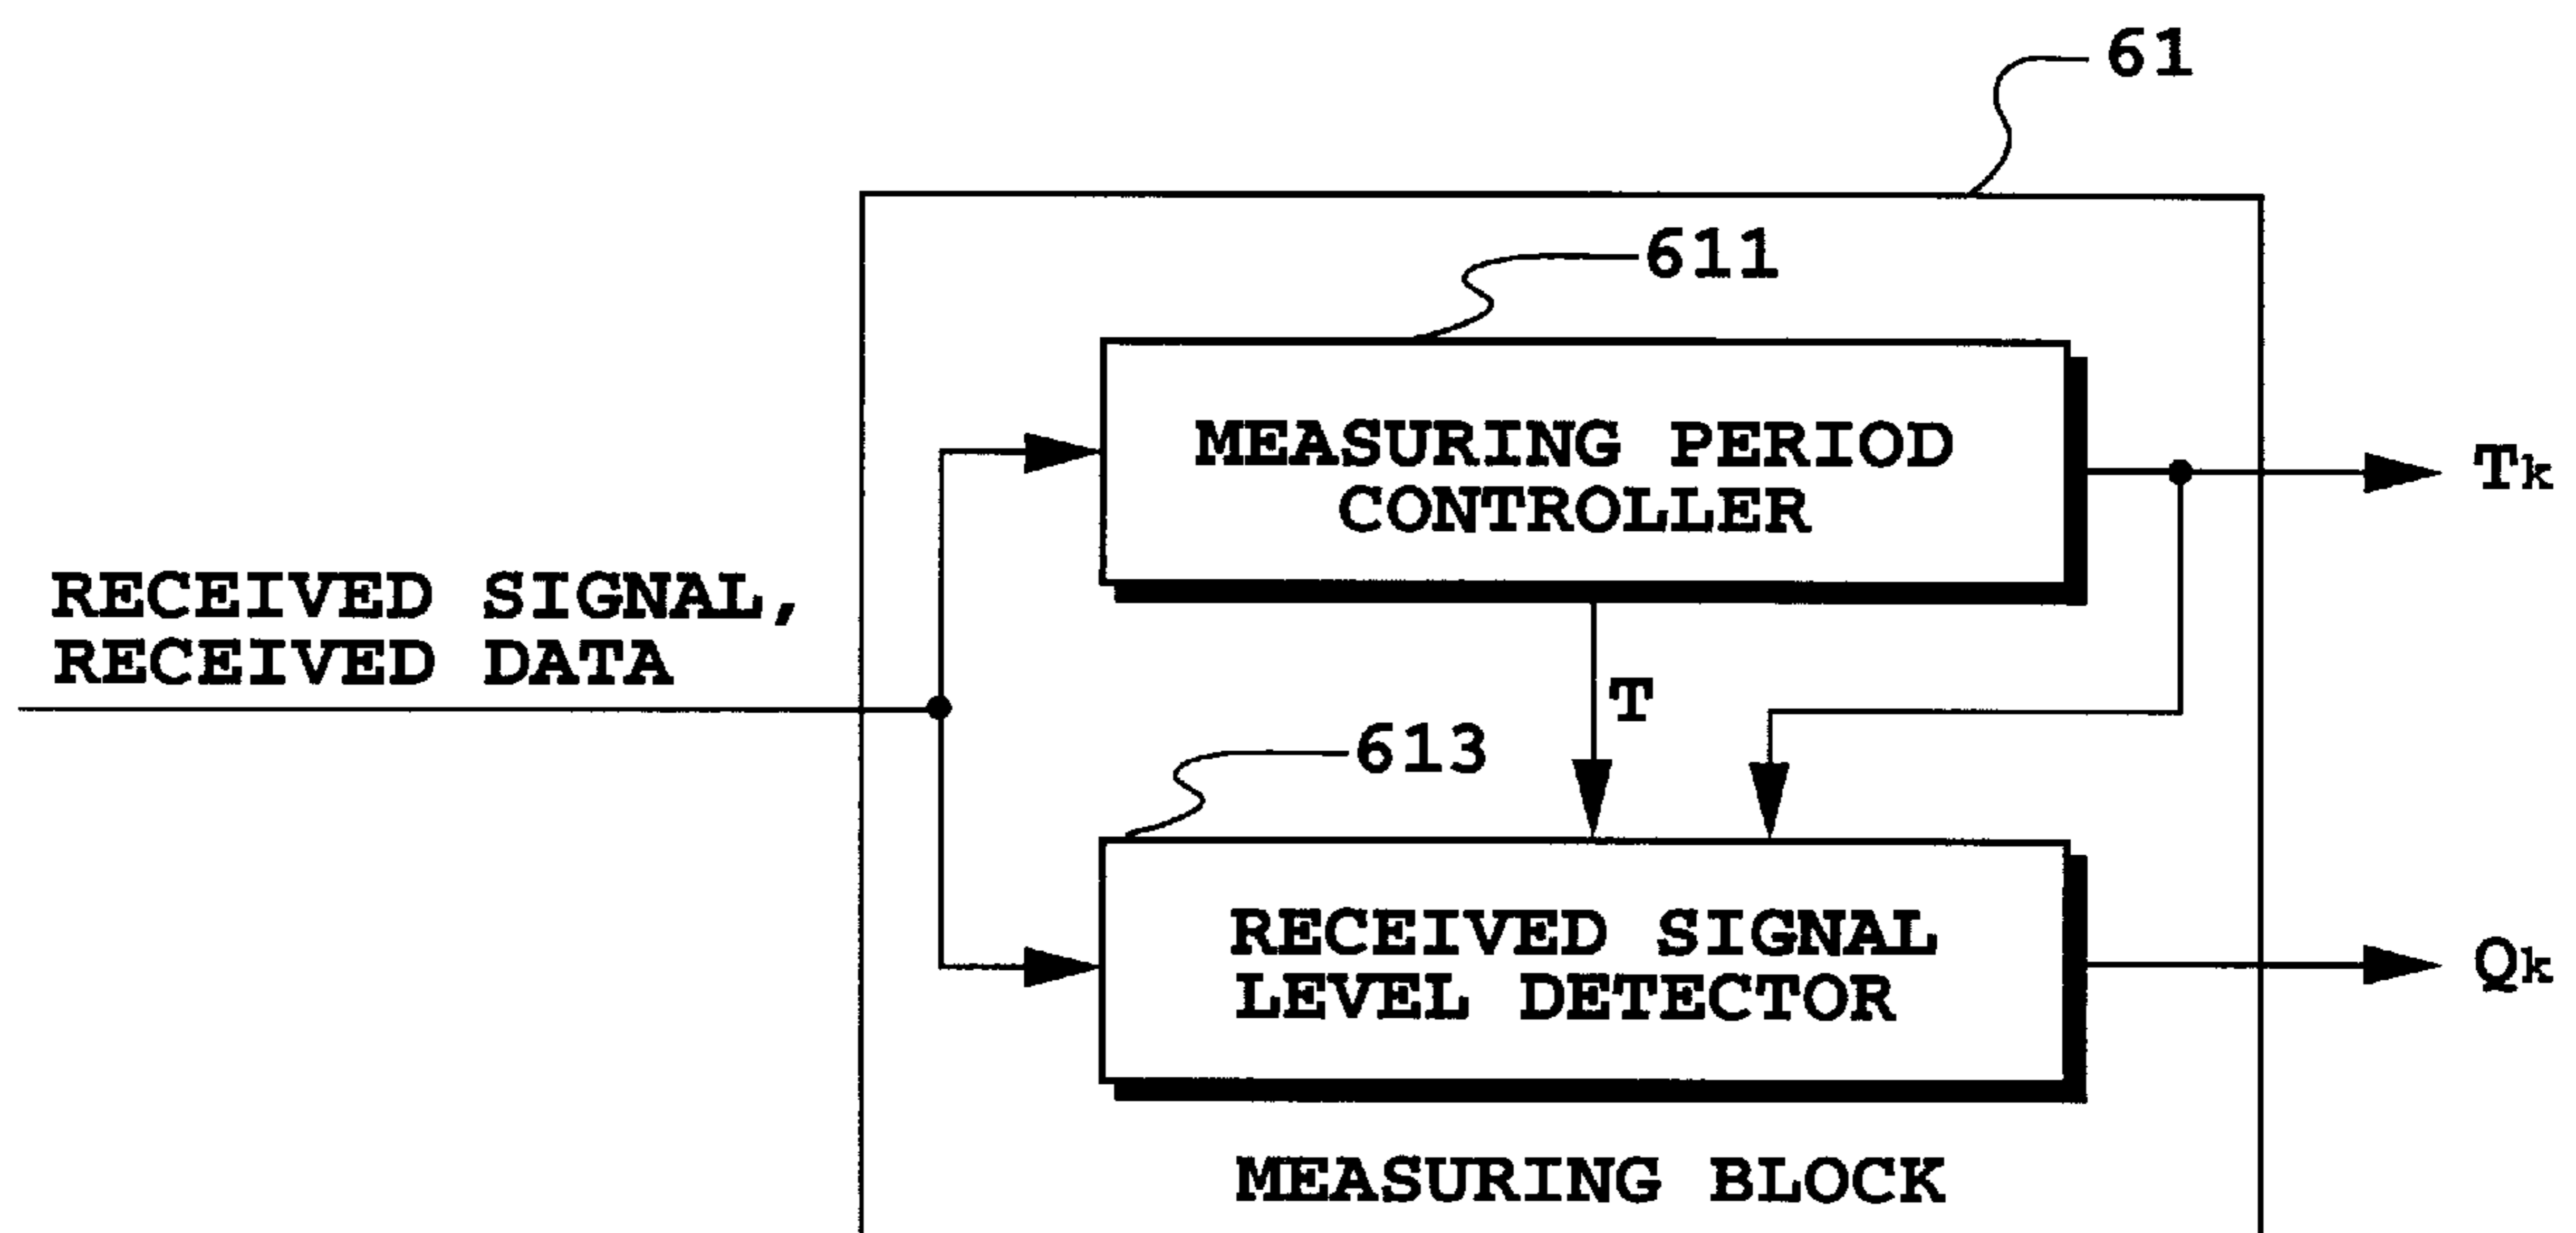 61
611
MEASURING PERIOD
CONTROLLER
Tk
RECEIVED SIGNAL,
RECEIVED DATA
T
613
RECEIVED SIGNAL
LEVEL DETECTOR
Qk
MEASURING BLOCK